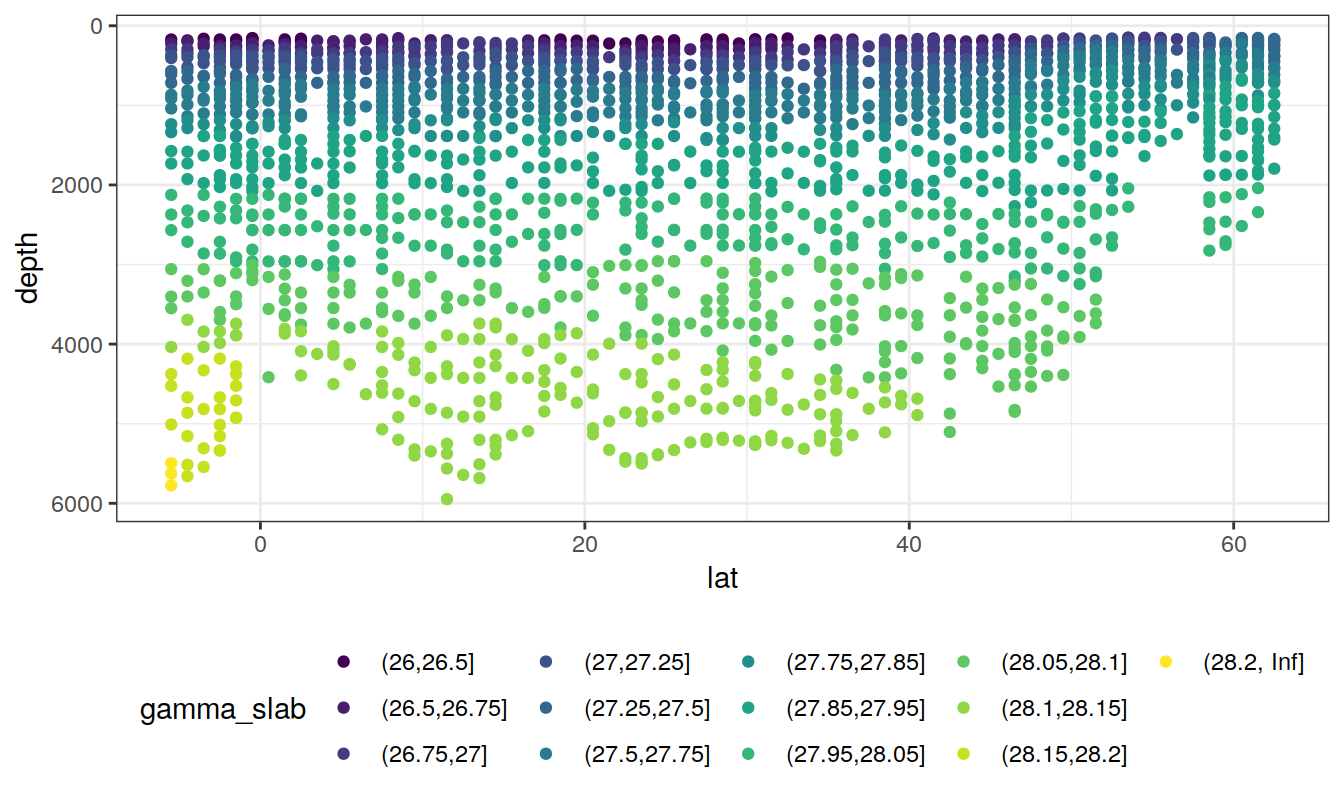 0
2000
4000
6000
depth
0 20 40 60
lat
gamma_slab
(26,26.5] (27,27.25] (27.75,27.85] (28.05,28.1] (28.2, Inf]
(26.5,26.75] (27.25,27.5] (27.85,27.95] (28.1,28.15]
(26.75,27] (27.5,27.75] (27.95,28.05] (28.15,28.2]